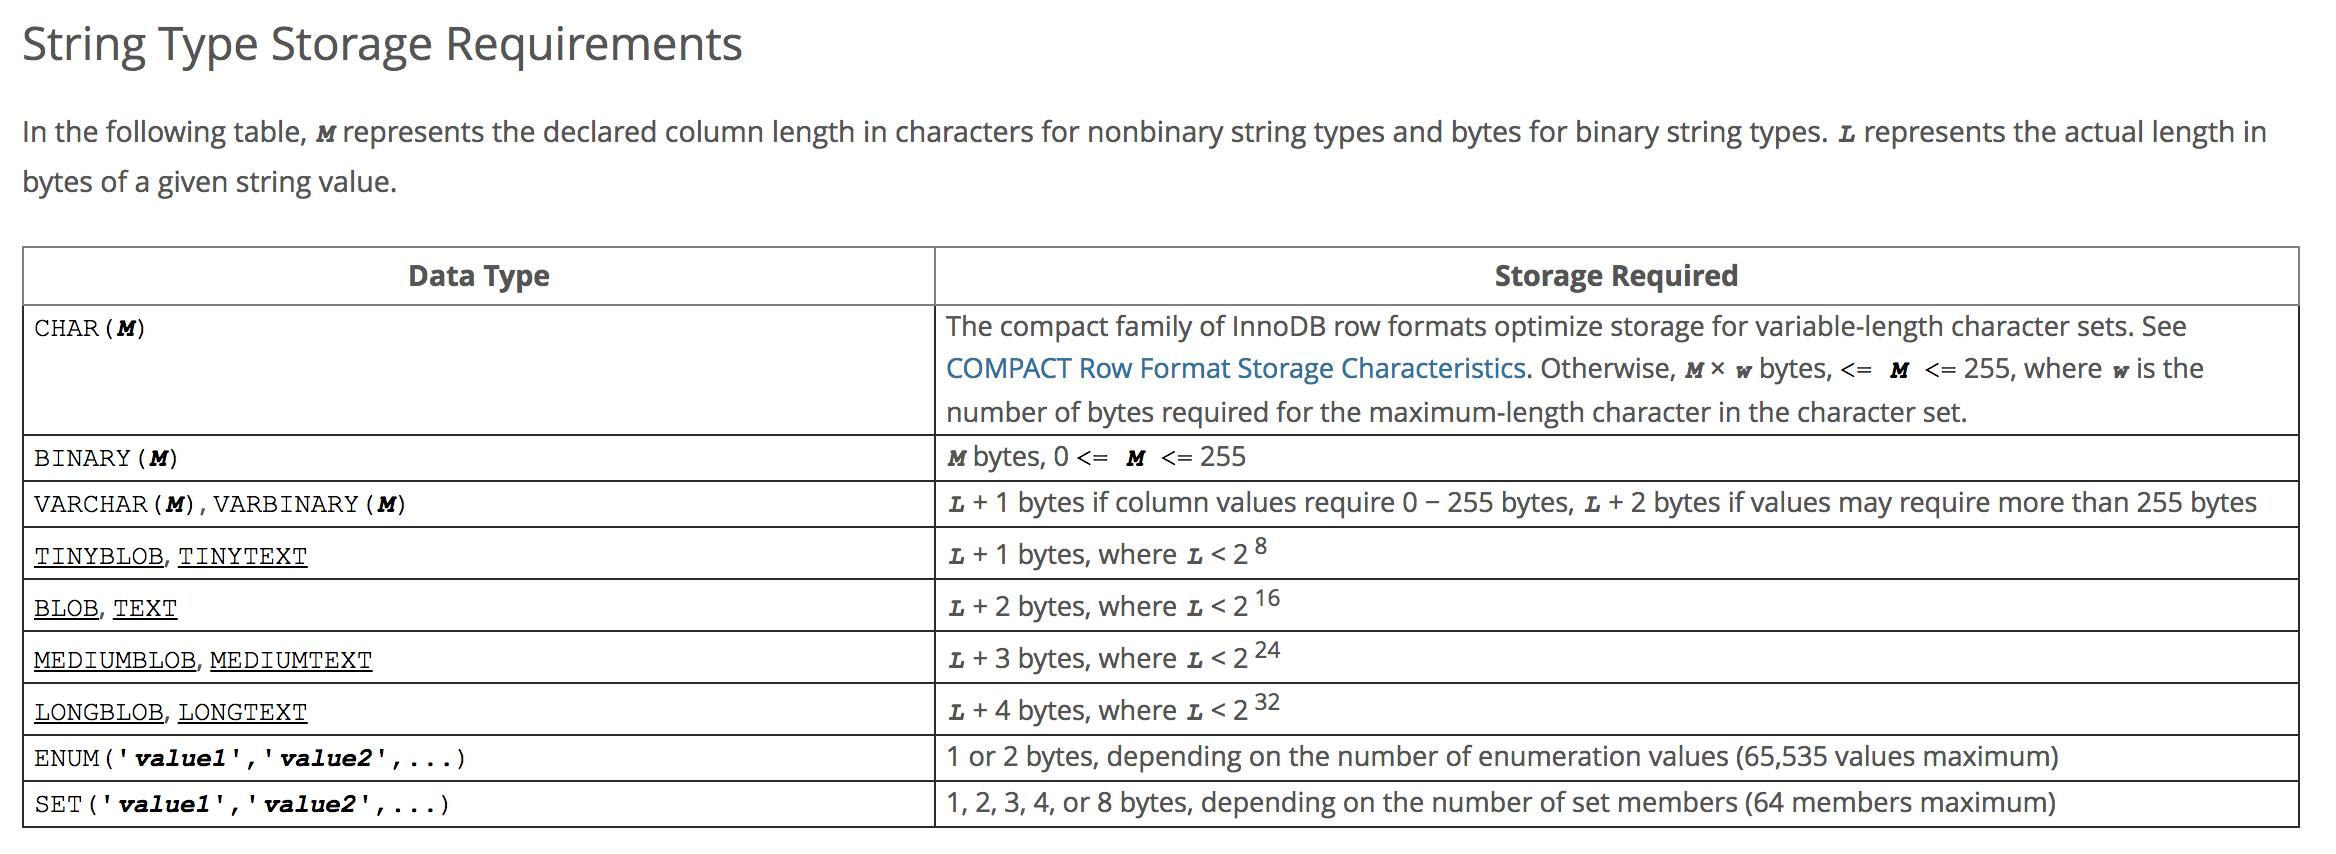 String Type Storage Requirements
In the following table, M represents the declared column length in characters for nonbinary string types and bytes for binary string types. L represents the actual length in
bytes of a given string value.
Data Type Storage Required
CHAR(M) The compact family of InnoDB row formats optimize storage for variable-length character sets. See
COMPACT Row Format Storage Characteristics. Otherwise, M × w bytes, <= M <= 255, where w is the
number of bytes required for the maximum-length character in the character set.
BINARY(M) M bytes, 0 <= M <= 255
VARCHAR(M), VARBINARY(M) L + 1 bytes if column values require 0 − 255 bytes, L + 2 bytes if values may require more than 255 bytes
TINYBLOB, TINYTEXT L + 1 bytes, where L < 2 8
BLOB, TEXT L + 2 bytes, where L < 2 16
MEDIUMBLOB, MEDIUMTEXT L + 3 bytes, where L < 2 24
LONGBLOB, LONGTEXT L + 4 bytes, where L < 2 32
ENUM('value1','value2',...) 1 or 2 bytes, depending on the number of enumeration values (65,535 values maximum)
SET('value1','value2',...) 1, 2, 3, 4, or 8 bytes, depending on the number of set members (64 members maximum)